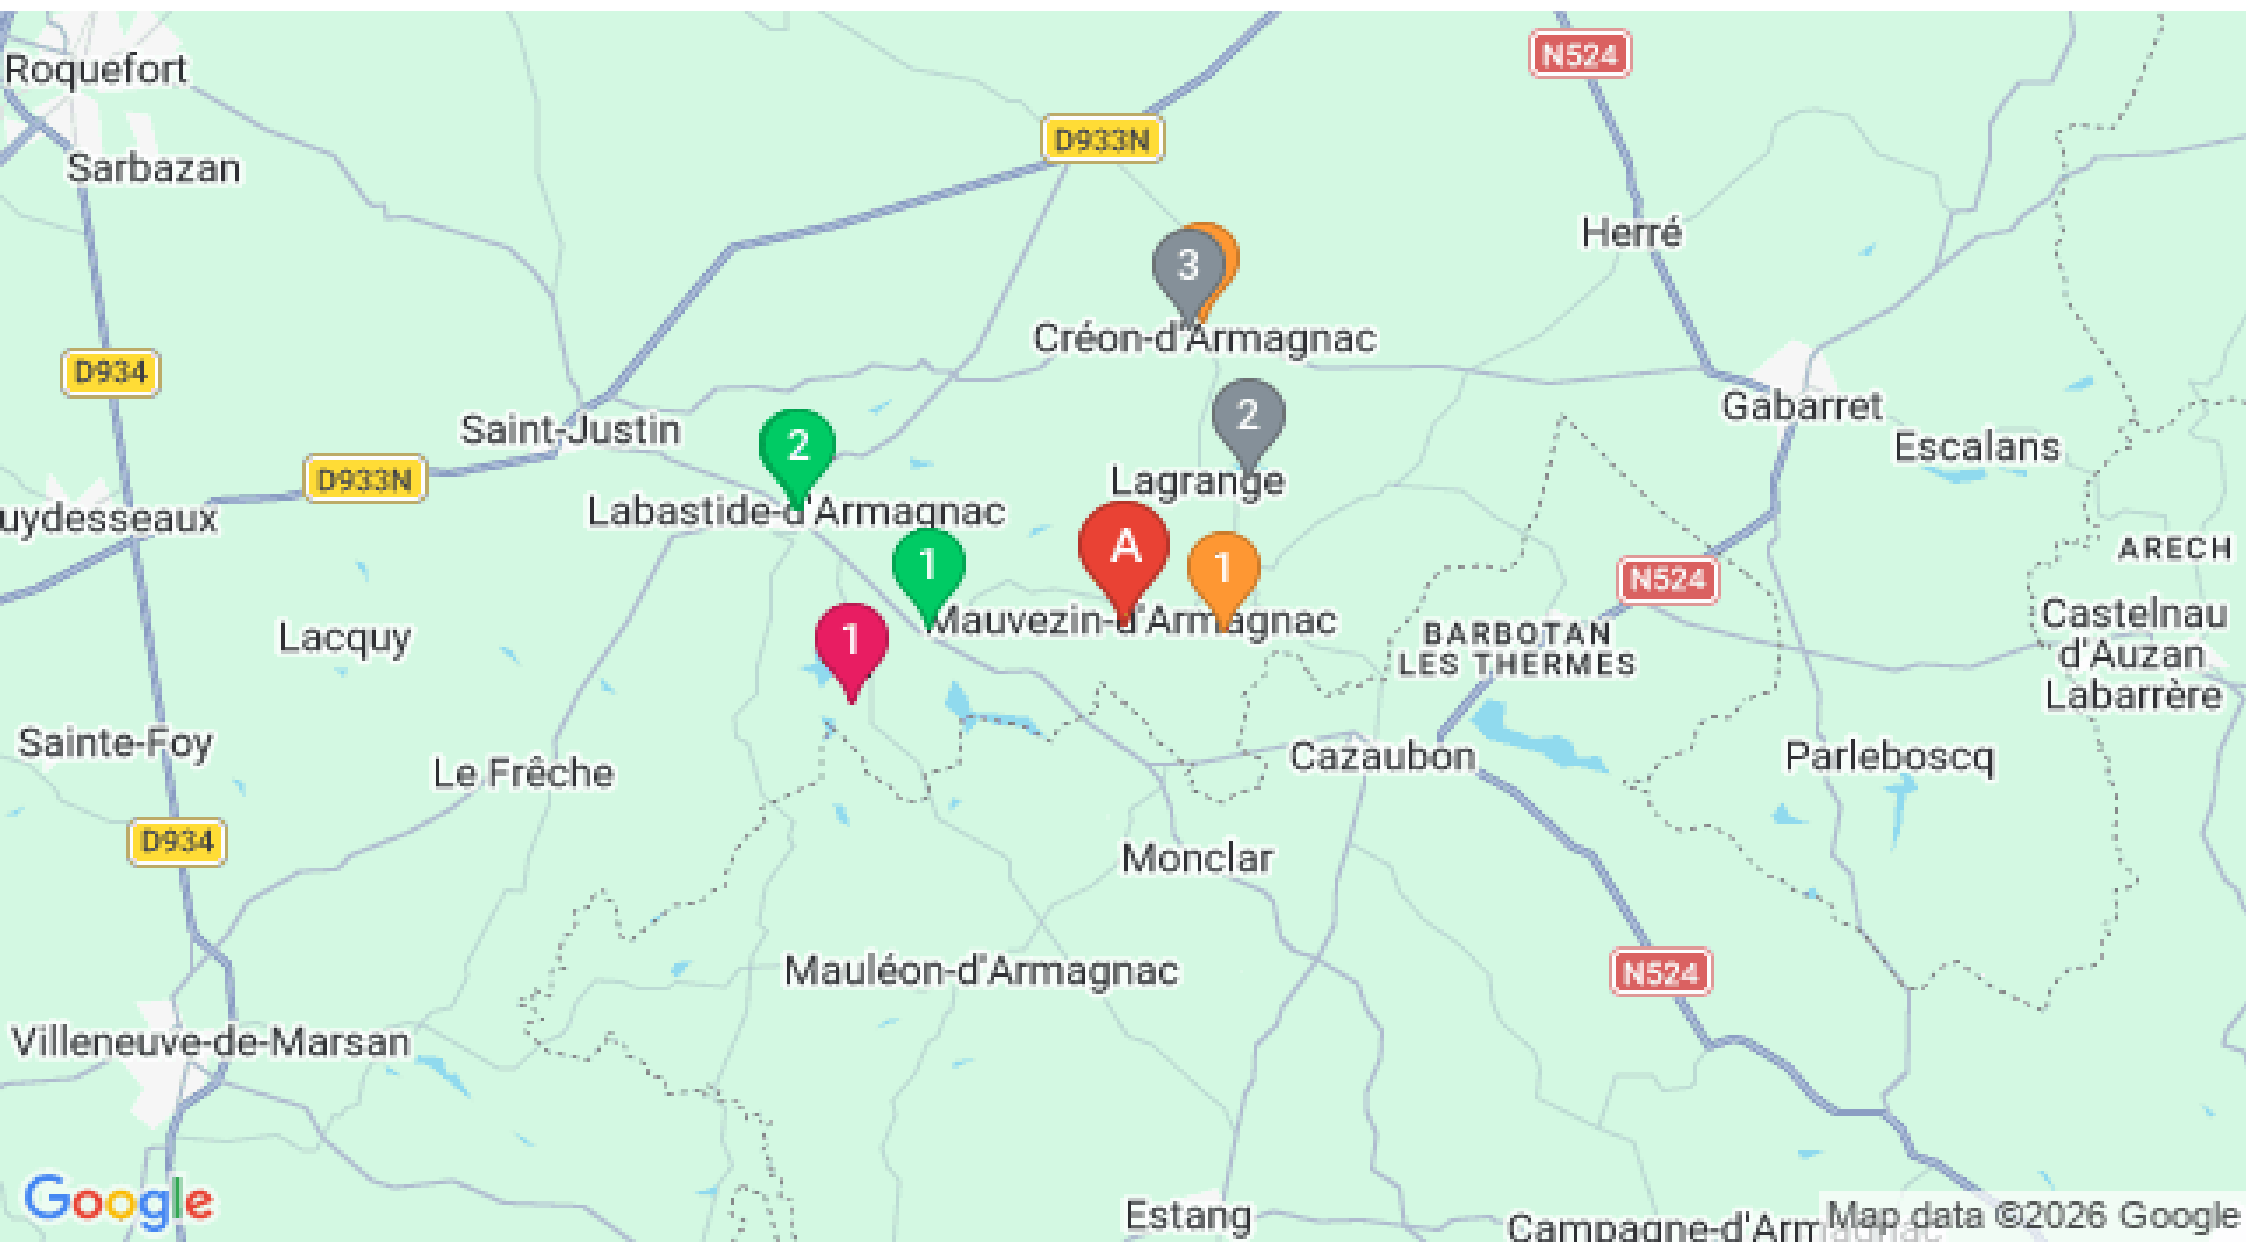 N524
Roquefort
D933N
Sarbazan
Herré
3
Créon-d'Armagnac
D934
Gabarret
2
Saint-Justin
2
Escalans
D933N
Lagrange
Labastide-d'Armagnac
uydesseaux
A
ARECH
1
1
N524
Castelnau
d'Auzan
Labarrère
Mauvezin-d'Armagnac
BARBOTAN
LES THERMES
Lacquy
1
Sainte-Foy
Cazaubon
Parleboscq
Le Frêche
D934
Monclar
Mauléon-d'Armagnac
N524
Villeneuve-de-Marsan
Google
Estang
Campagne-d'Armagnac
Map data ©2026 Google